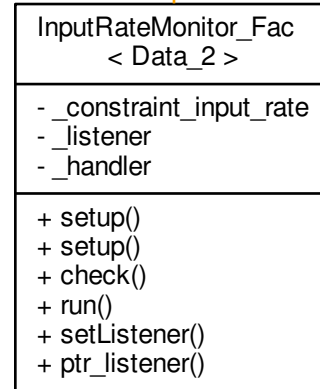 InputRateMonitor_Fac
< Data_2 >
- _constraint_input_rate
- _listener
- _handler
+ setup()
+ setup()
+ check()
+ run()
+ setListener()
+ ptr_listener()